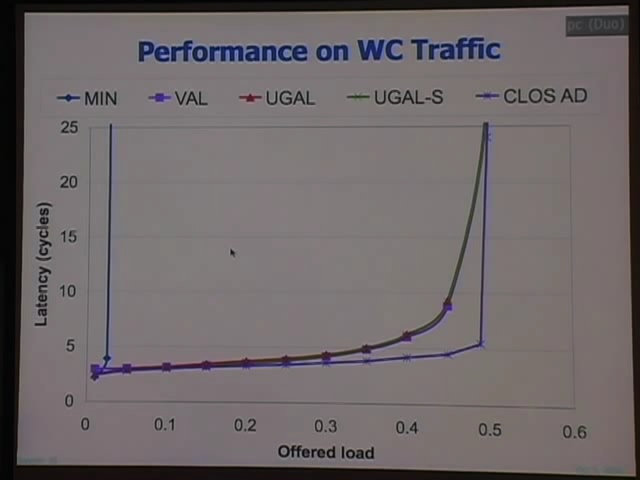 pc (Duo)
Performance on WC Traffic
MIN VAL UGAL UGAL-S CLOS AD
25
20
15
10
5
0
Latency (cycles)
0 0.1 0.2 0.3 0.4 0.5 0.6
Offered load